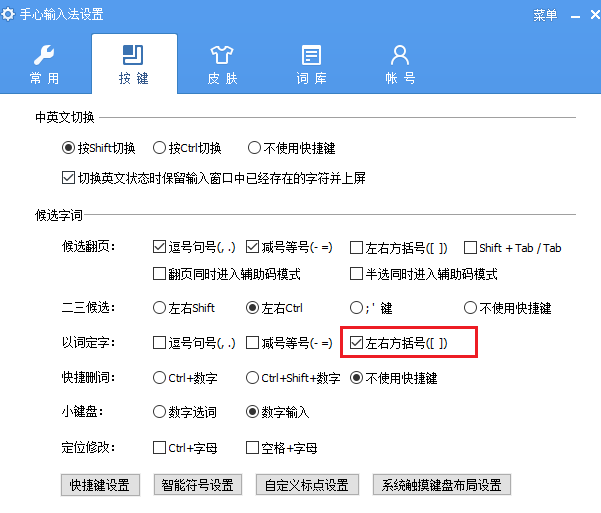 手心输入法设置 菜单
常用 按键 皮肤 词库 帐号
中英文切换
按Shift切换 按Ctrl切换 不使用快捷键
切换英文状态时保留输入窗口中已经存在的字符并上屏
候选字词
候选翻页: 逗号句号(, .) 减号等号(- =) 左右方括号([ ]) Shift + Tab / Tab
翻页同时进入辅助码模式 半选同时进入辅助码模式
二三候选: 左右Shift 左右Ctrl ; ' 键 不使用快捷键
以词定字: 逗号句号(, .) 减号等号(- =) 左右方括号([ ])
快捷删词: Ctrl+数字 Ctrl+Shift+数字 不使用快捷键
小键盘: 数字选词 数字输入
定位修改: Ctrl+字母 空格+字母
快捷键设置 智能符号设置 自定义标点设置 系统触摸键盘布局设置